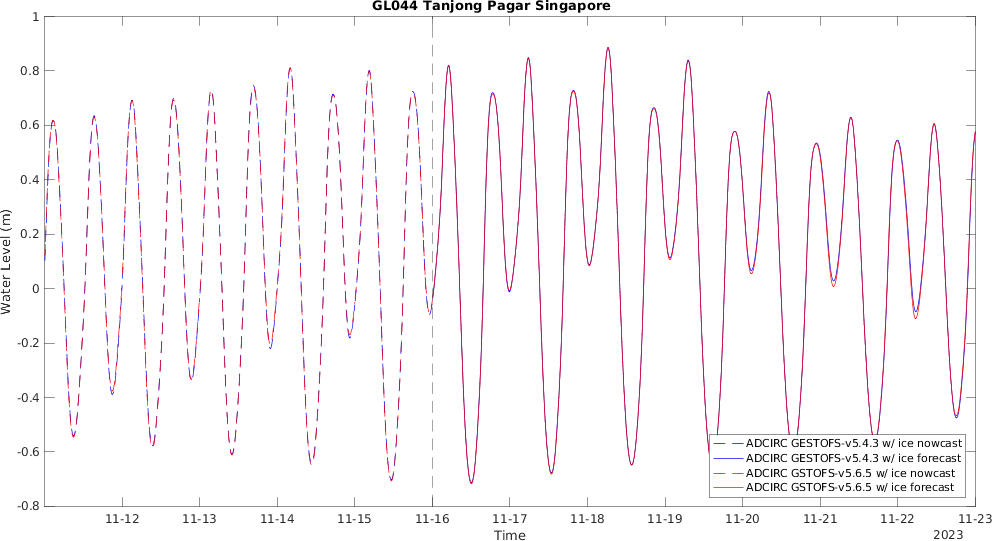 GL044 Tanjong Pagar Singapore
1
0.8
0.6
0.4
0.2
0
-0.2
-0.4
-0.6
-0.8
Water Level (m)
ADCIRC GESTOFS-v5.4.3 w/ ice nowcast
ADCIRC GESTOFS-v5.4.3 w/ ice forecast
ADCIRC GSTOFS-v5.6.5 w/ ice nowcast
ADCIRC GSTOFS-v5.6.5 w/ ice forecast
11-12 11-13 11-14 11-15 11-16 11-17 11-18 11-19 11-20 11-21 11-22 11-23
Time
2023